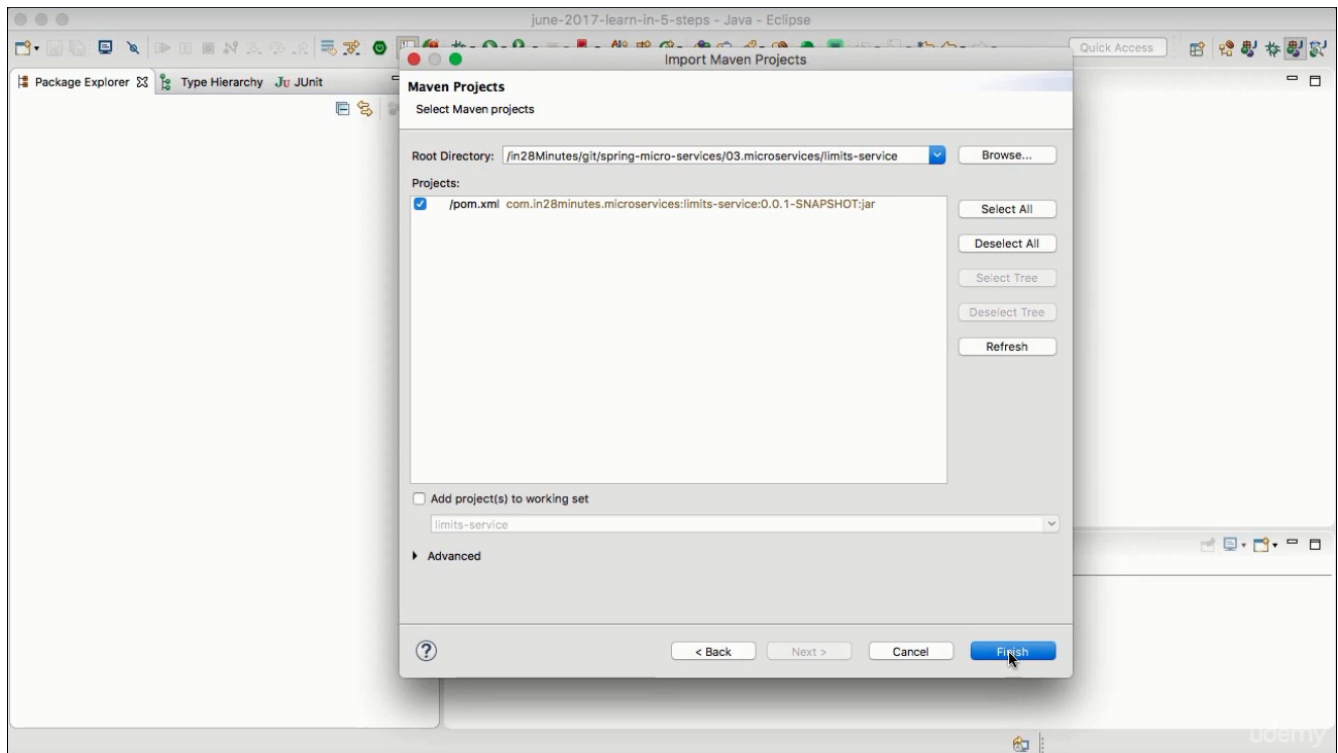 june-2017-learn-in-5-steps - Java - Eclipse
Quick Access
Package Explorer
Type Hierarchy
JUnit
Import Maven Projects
Maven Projects
Select Maven projects
Root Directory: /in28Minutes/git/spring-micro-services/03.microservices/limits-service
Browse...
Projects:
/pom.xml com.in28minutes.microservices:limits-service:0.0.1-SNAPSHOT:jar
Select All
Deselect All
Select Tree
Deselect Tree
Refresh
Add project(s) to working set
limits-service
Advanced
< Back
Next >
Cancel
Finish
udemy